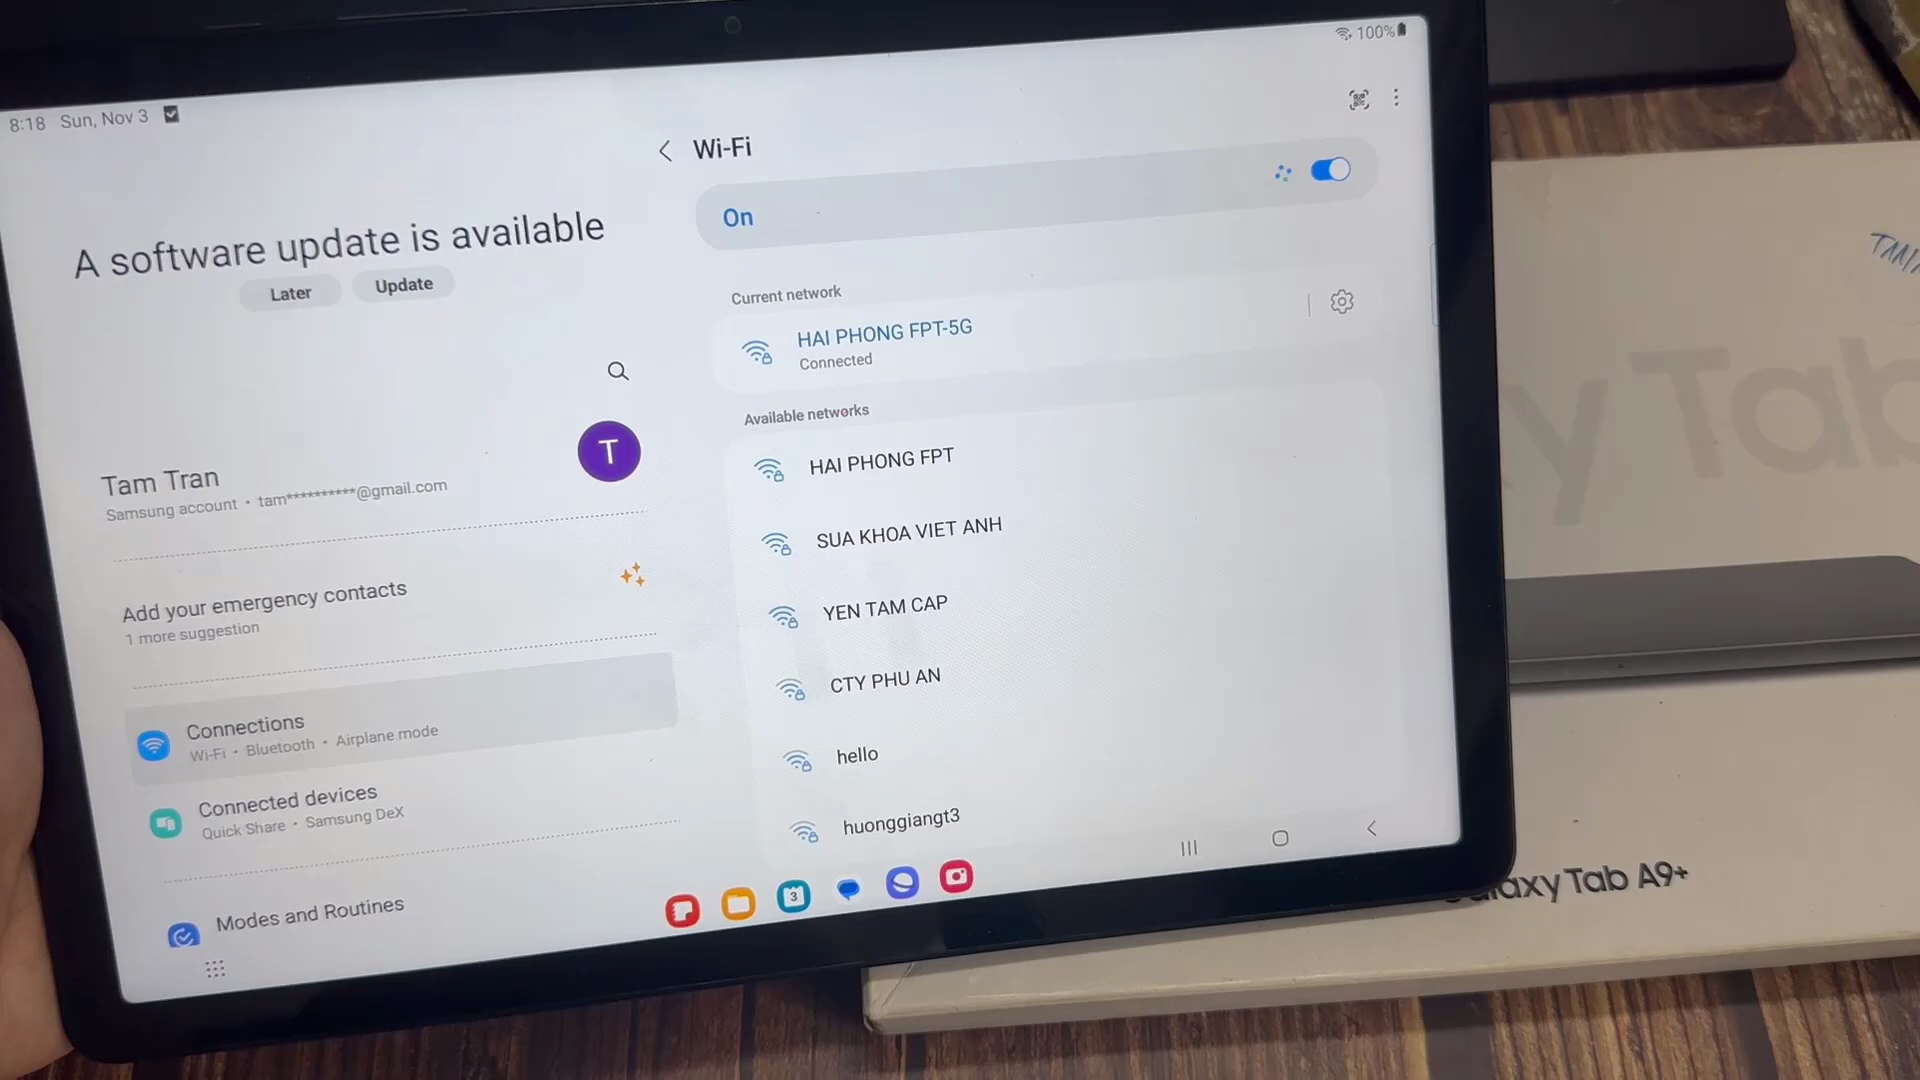 8:18 Sun, Nov 3
100%
A software update is available
Later
Update
Tam Tran
Samsung account • tam**********@gmail.com
T
Add your emergency contacts
1 more suggestion
Connections
Wi-Fi • Bluetooth • Airplane mode
Connected devices
Quick Share • Samsung DeX
Modes and Routines
Wi-Fi
On
Current network
HAI PHONG FPT-5G
Connected
Available networks
HAI PHONG FPT
SUA KHOA VIET ANH
YEN TAM CAP
CTY PHU AN
hello
huonggiangt3
3
xy Tab
axy Tab A9+